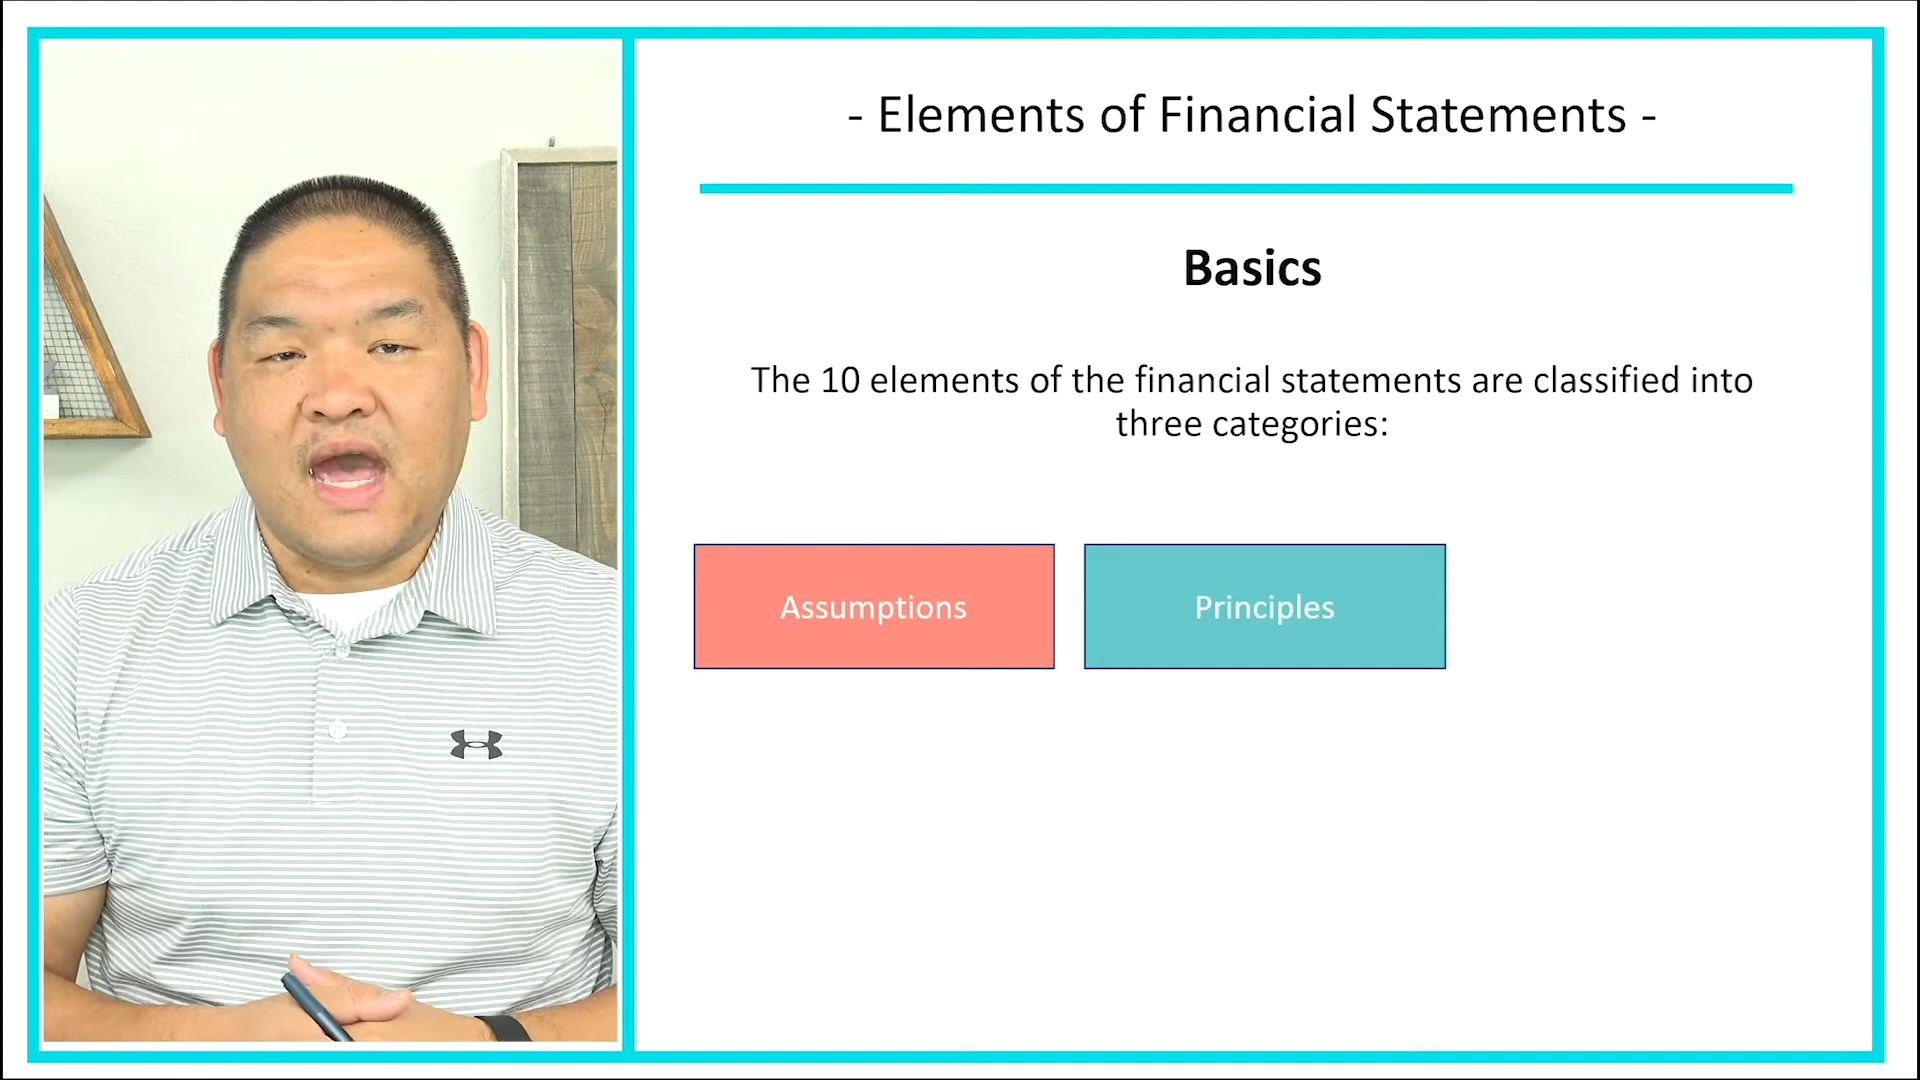 - Elements of Financial Statements -
Basics
The 10 elements of the financial statements are classified into
three categories:
Assumptions
Principles